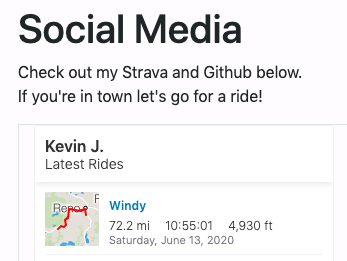 Social Media
Check out my Strava and Github below.
If you're in town let's go for a ride!
Kevin J.
Latest Rides
Reno
Windy
72.2 mi 10:55:01 4,930 ft
Saturday, June 13, 2020